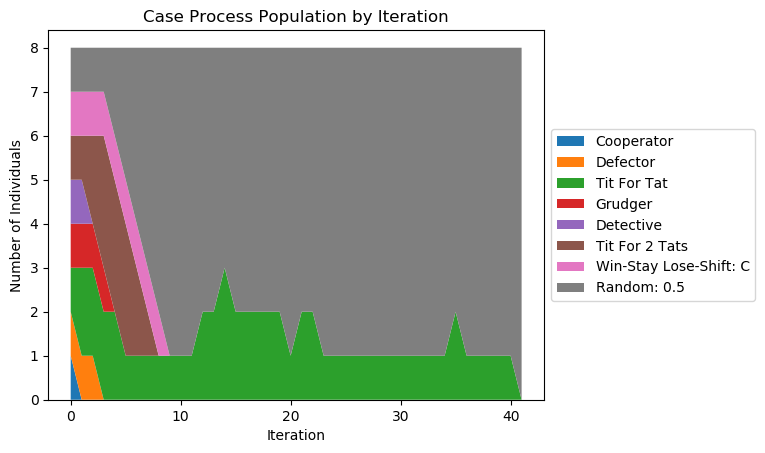 Case Process Population by Iteration
8
7
6
5
4
3
2
1
0
Number of Individuals
0 10 20 30 40
Iteration
Cooperator
Defector
Tit For Tat
Grudger
Detective
Tit For 2 Tats
Win-Stay Lose-Shift: C
Random: 0.5